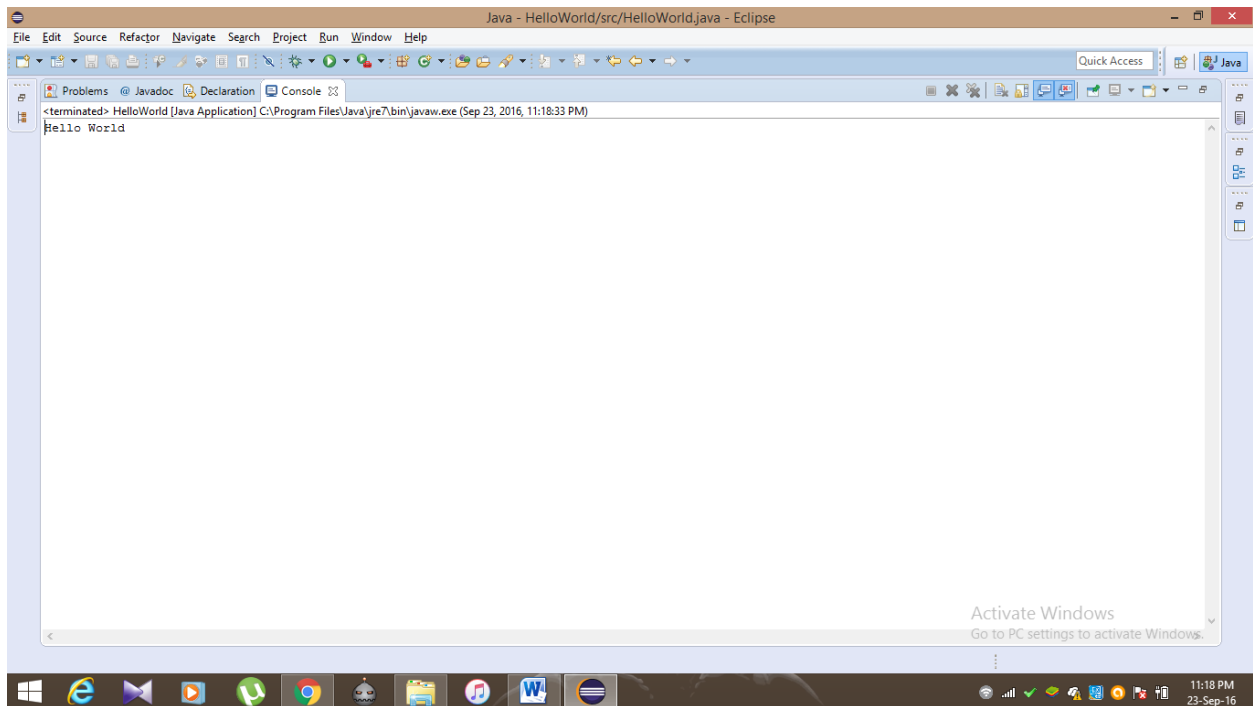 Java - HelloWorld/src/HelloWorld.java - Eclipse
File Edit Source Refactor Navigate Search Project Run Window Help
Quick Access Java
Problems @ Javadoc Declaration Console
<terminated> HelloWorld [Java Application] C:\Program Files\Java\jre7\bin\javaw.exe (Sep 23, 2016, 11:18:33 PM)
Hello World
Activate Windows
Go to PC settings to activate Windows.
11:18 PM
23-Sep-16